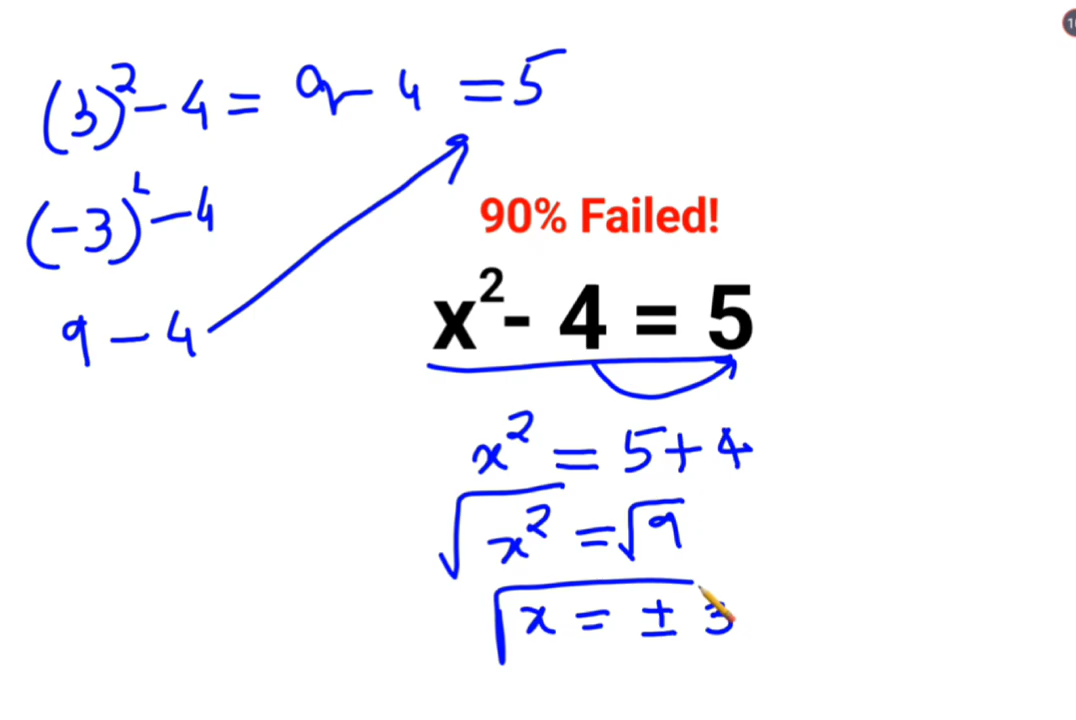 (3)² - 4 = 9 - 4 = 5
(-3)² - 4
9 - 4
90% Failed!
x² - 4 = 5
x² = 5 + 4
√x² = √9
x = ± 3